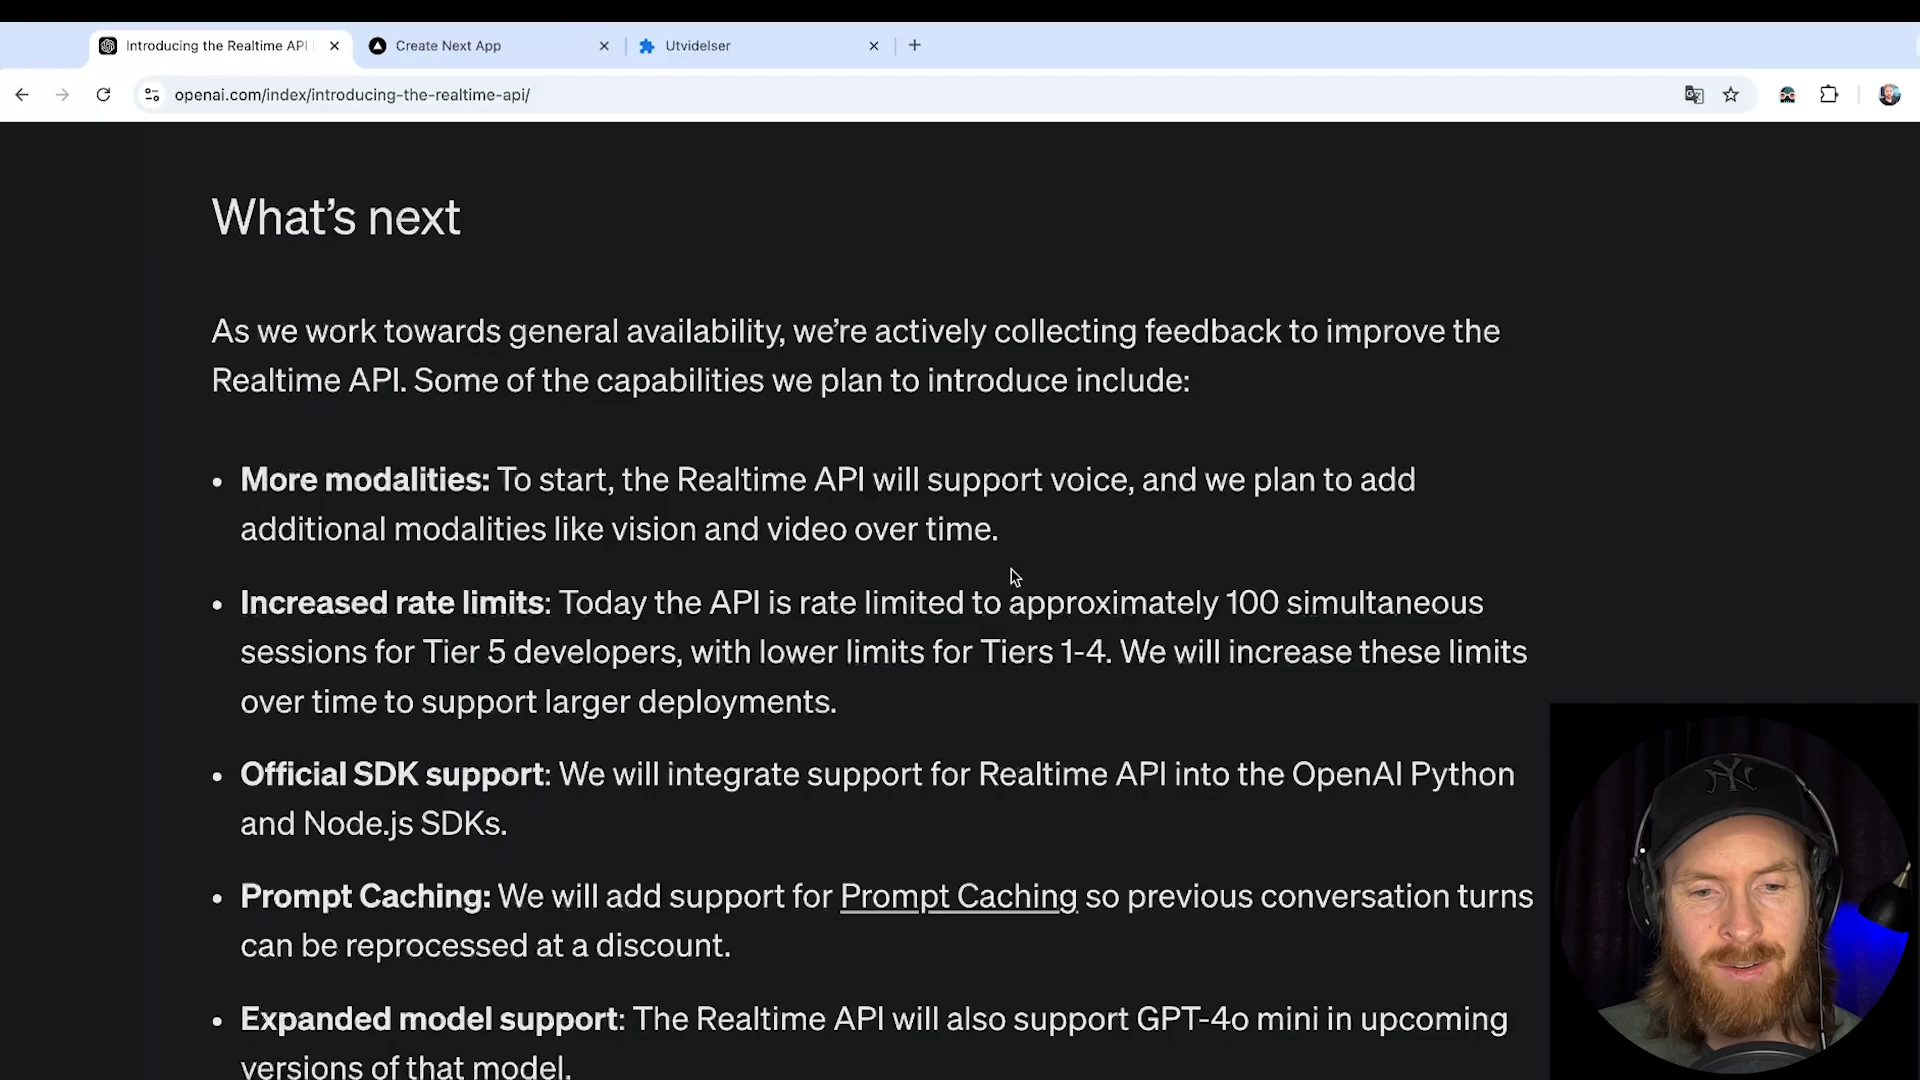 Introducing the Realtime API
Create Next App
Utvidelser
openai.com/index/introducing-the-realtime-api/
What’s next
As we work towards general availability, we’re actively collecting feedback to improve the
Realtime API. Some of the capabilities we plan to introduce include:
• More modalities: To start, the Realtime API will support voice, and we plan to add
additional modalities like vision and video over time.
• Increased rate limits: Today the API is rate limited to approximately 100 simultaneous
sessions for Tier 5 developers, with lower limits for Tiers 1-4. We will increase these limits
over time to support larger deployments.
• Official SDK support: We will integrate support for Realtime API into the OpenAI Python
and Node.js SDKs.
• Prompt Caching: We will add support for Prompt Caching so previous conversation turns
can be reprocessed at a discount.
• Expanded model support: The Realtime API will also support GPT-4o mini in upcoming
versions of that model.
NY